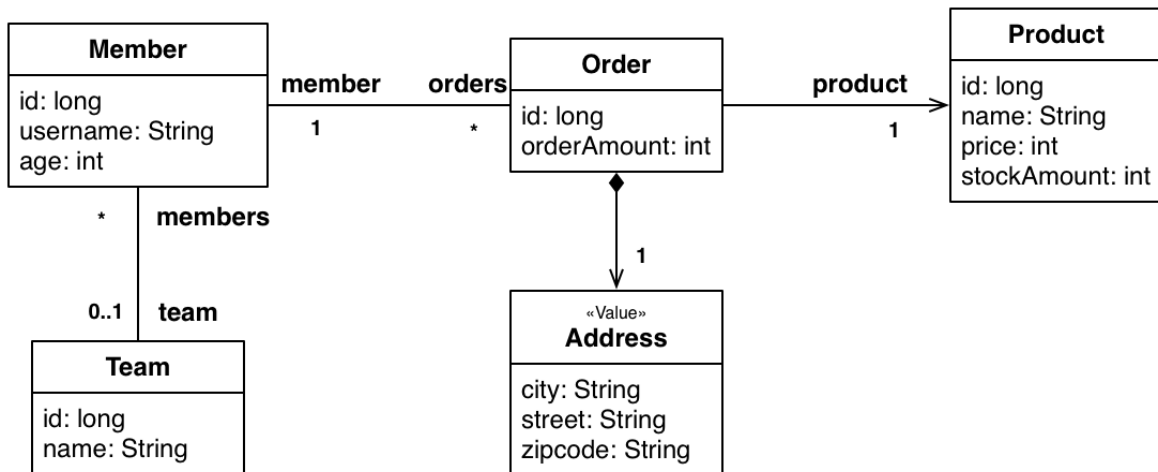 Member
id: long
username: String
age: int
member
1
orders
*
Order
id: long
orderAmount: int
product
1
Product
id: long
name: String
price: int
stockAmount: int
*
members
0..1
team
Team
id: long
name: String
1
«Value»
Address
city: String
street: String
zipcode: String